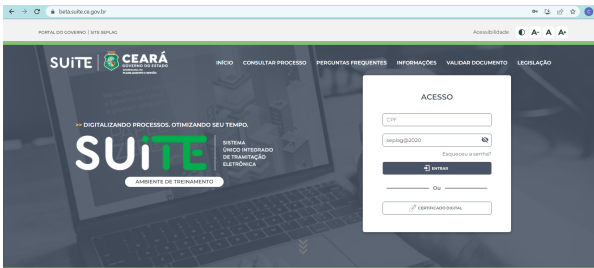 beta.suite.ce.gov.br
PORTAL DO GOVERNO | SITE SEPLAG
Acessibilidade A- A A+
SUiTE | CEARÁ
GOVERNO DO ESTADO
INÍCIO CONSULTAR PROCESSO PERGUNTAS FREQUENTES INFORMAÇÕES VALIDAR DOCUMENTO LEGISLAÇÃO
DIGITALIZANDO PROCESSOS. OTIMIZANDO SEU TEMPO.
SUiTE
SISTEMA
ÚNICO INTEGRADO
DE TRAMITAÇÃO
ELETRÔNICA
AMBIENTE DE TREINAMENTO
ACESSO
CPF
seplag@2020
Esqueceu a senha?
ENTRAR
Ou
CERTIFICADO DIGITAL